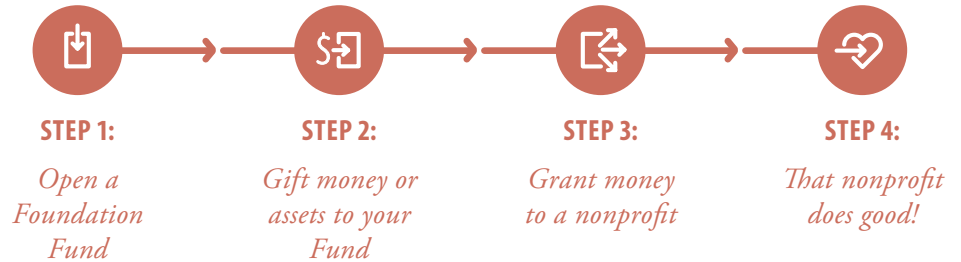 $
STEP 1:
Open a
Foundation
Fund
STEP 2:
Gift money or
assets to your
Fund
STEP 3:
Grant money
to a nonprofit
STEP 4:
That nonprofit
does good!